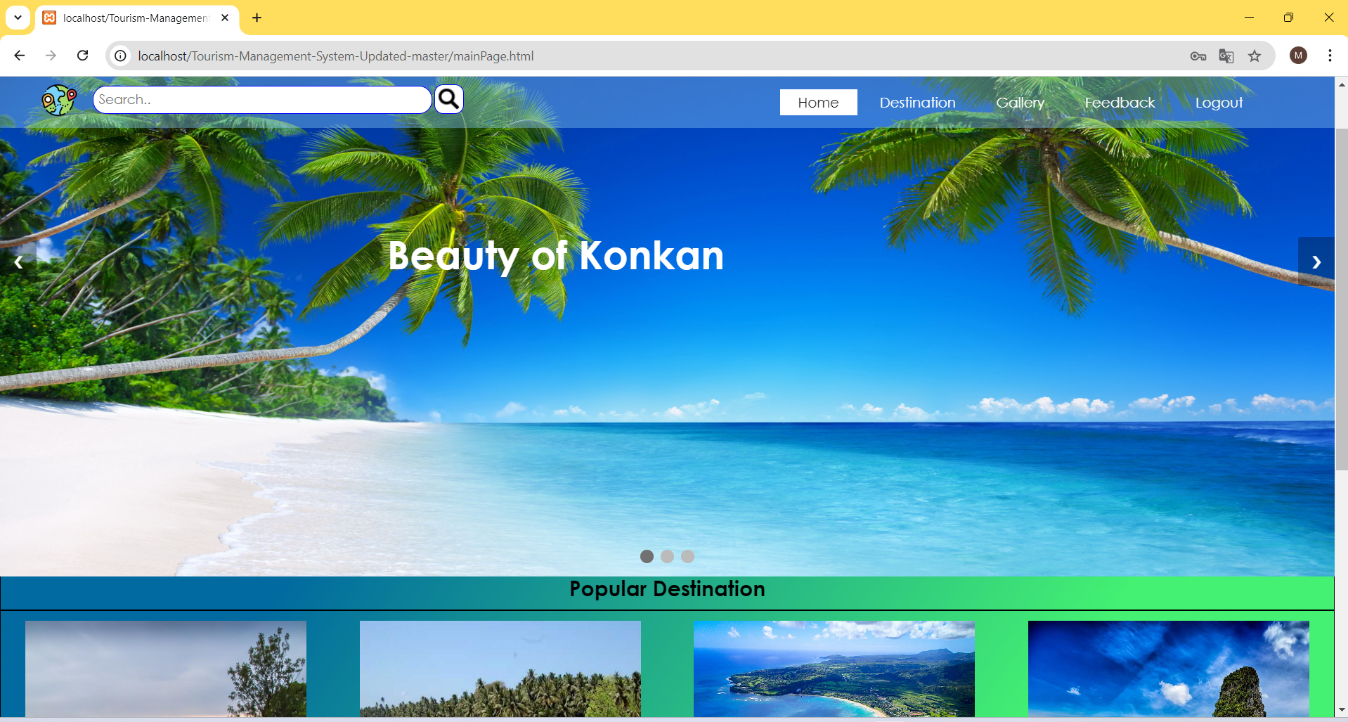 localhost/Tourism-Management
localhost/Tourism-Management-System-Updated-master/mainPage.html
M
Search..
Home Destination Gallery Feedback Logout
Beauty of Konkan
Popular Destination